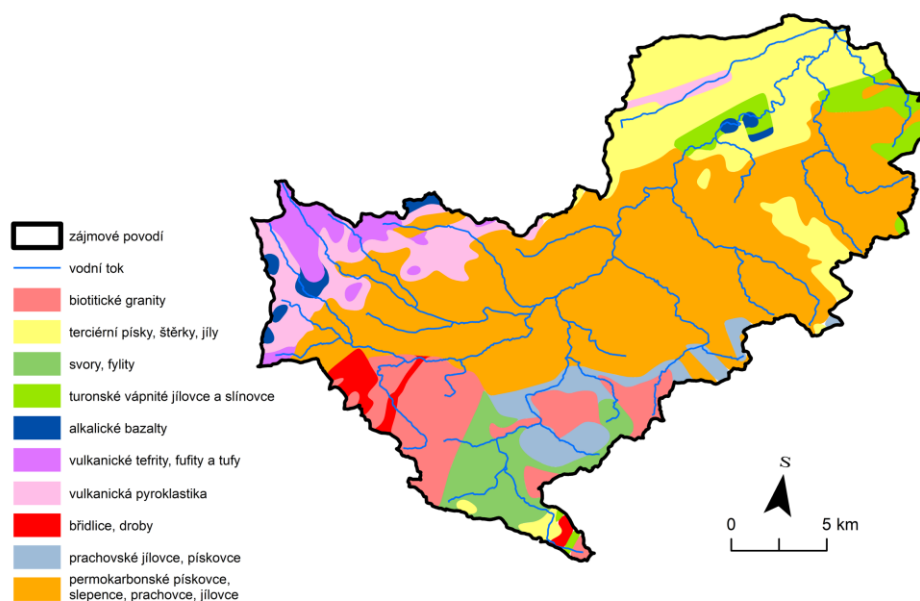 zájmové povodí
vodní tok
biotitické granity
terciérní písky, štěrky, jíly
svory, fylity
turonské vápnité jílovce a slínovce
alkalické bazalty
vulkanické tefrity, fufity a tufy
vulkanická pyroklastika
břidlice, droby
prachovské jílovce, pískovce
permokarbonské pískovce,
slepence, prachovce, jílovce
S
0 5 km